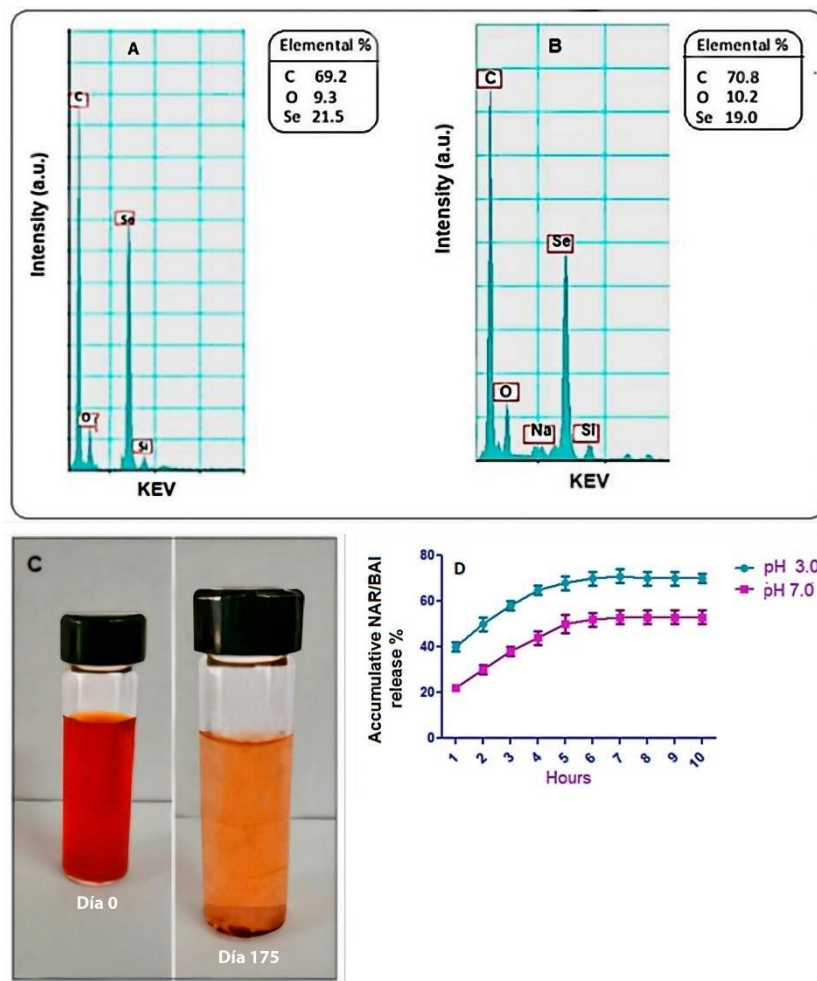 A
Elemental %
C 69.2
O 9.3
Se 21.5
C
Se
O
Si
Intensity (a.u.)
KEV
B
Elemental %
C 70.8
O 10.2
Se 19.0
C
Se
O
Na
SI
Intensity (a.u.)
KEV
C
Día 0
Día 175
D
pH 3.0
pH 7.0
Accumulative NAR/BAI
release %
80
60
40
20
0
1 2 3 4 5 6 7 8 9 10
Hours